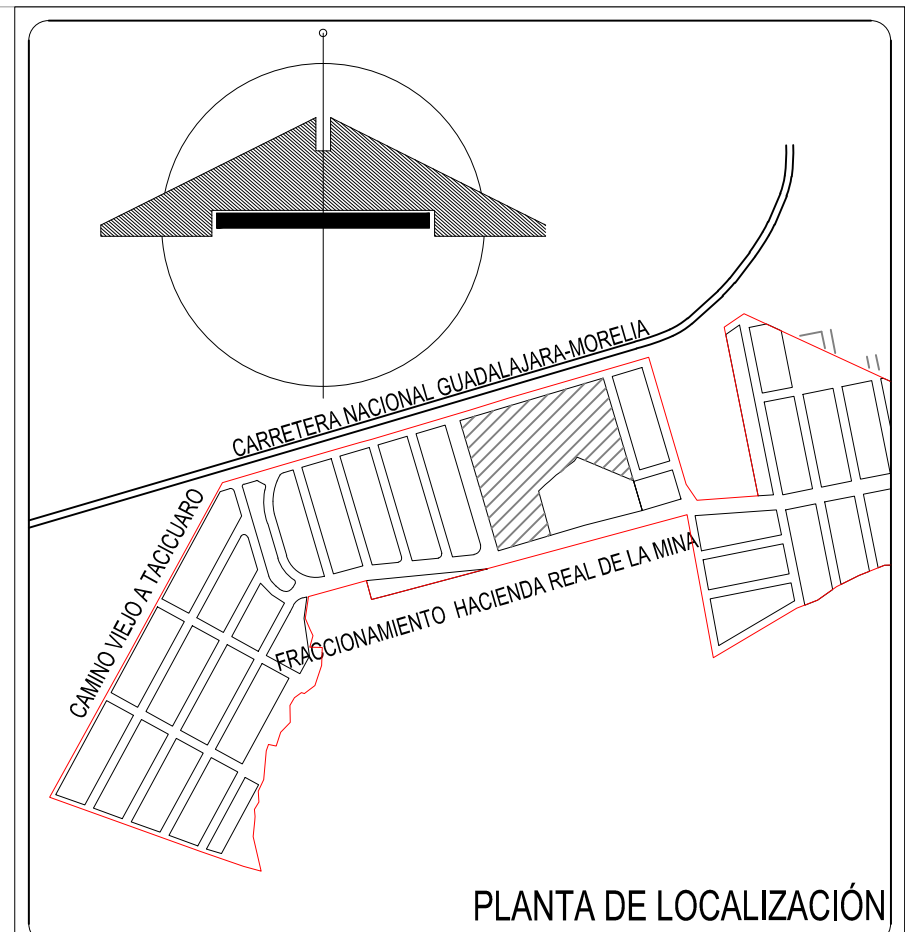 CARRETERA NACIONAL GUADALAJARA-MORELIA
CAMINO VIEJO A TACICUARO
FRACCIONAMIENTO HACIENDA REAL DE LA MINA
PLANTA DE LOCALIZACIÓN